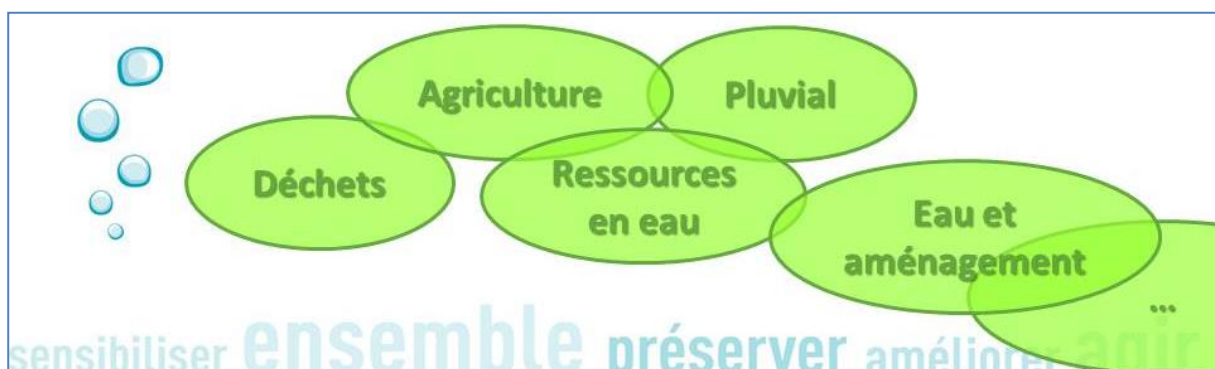 Agriculture
Pluvial
Déchets
Ressources
en eau
Eau et
aménagement
...
sensibiliser ensemble préserver améliorer agir